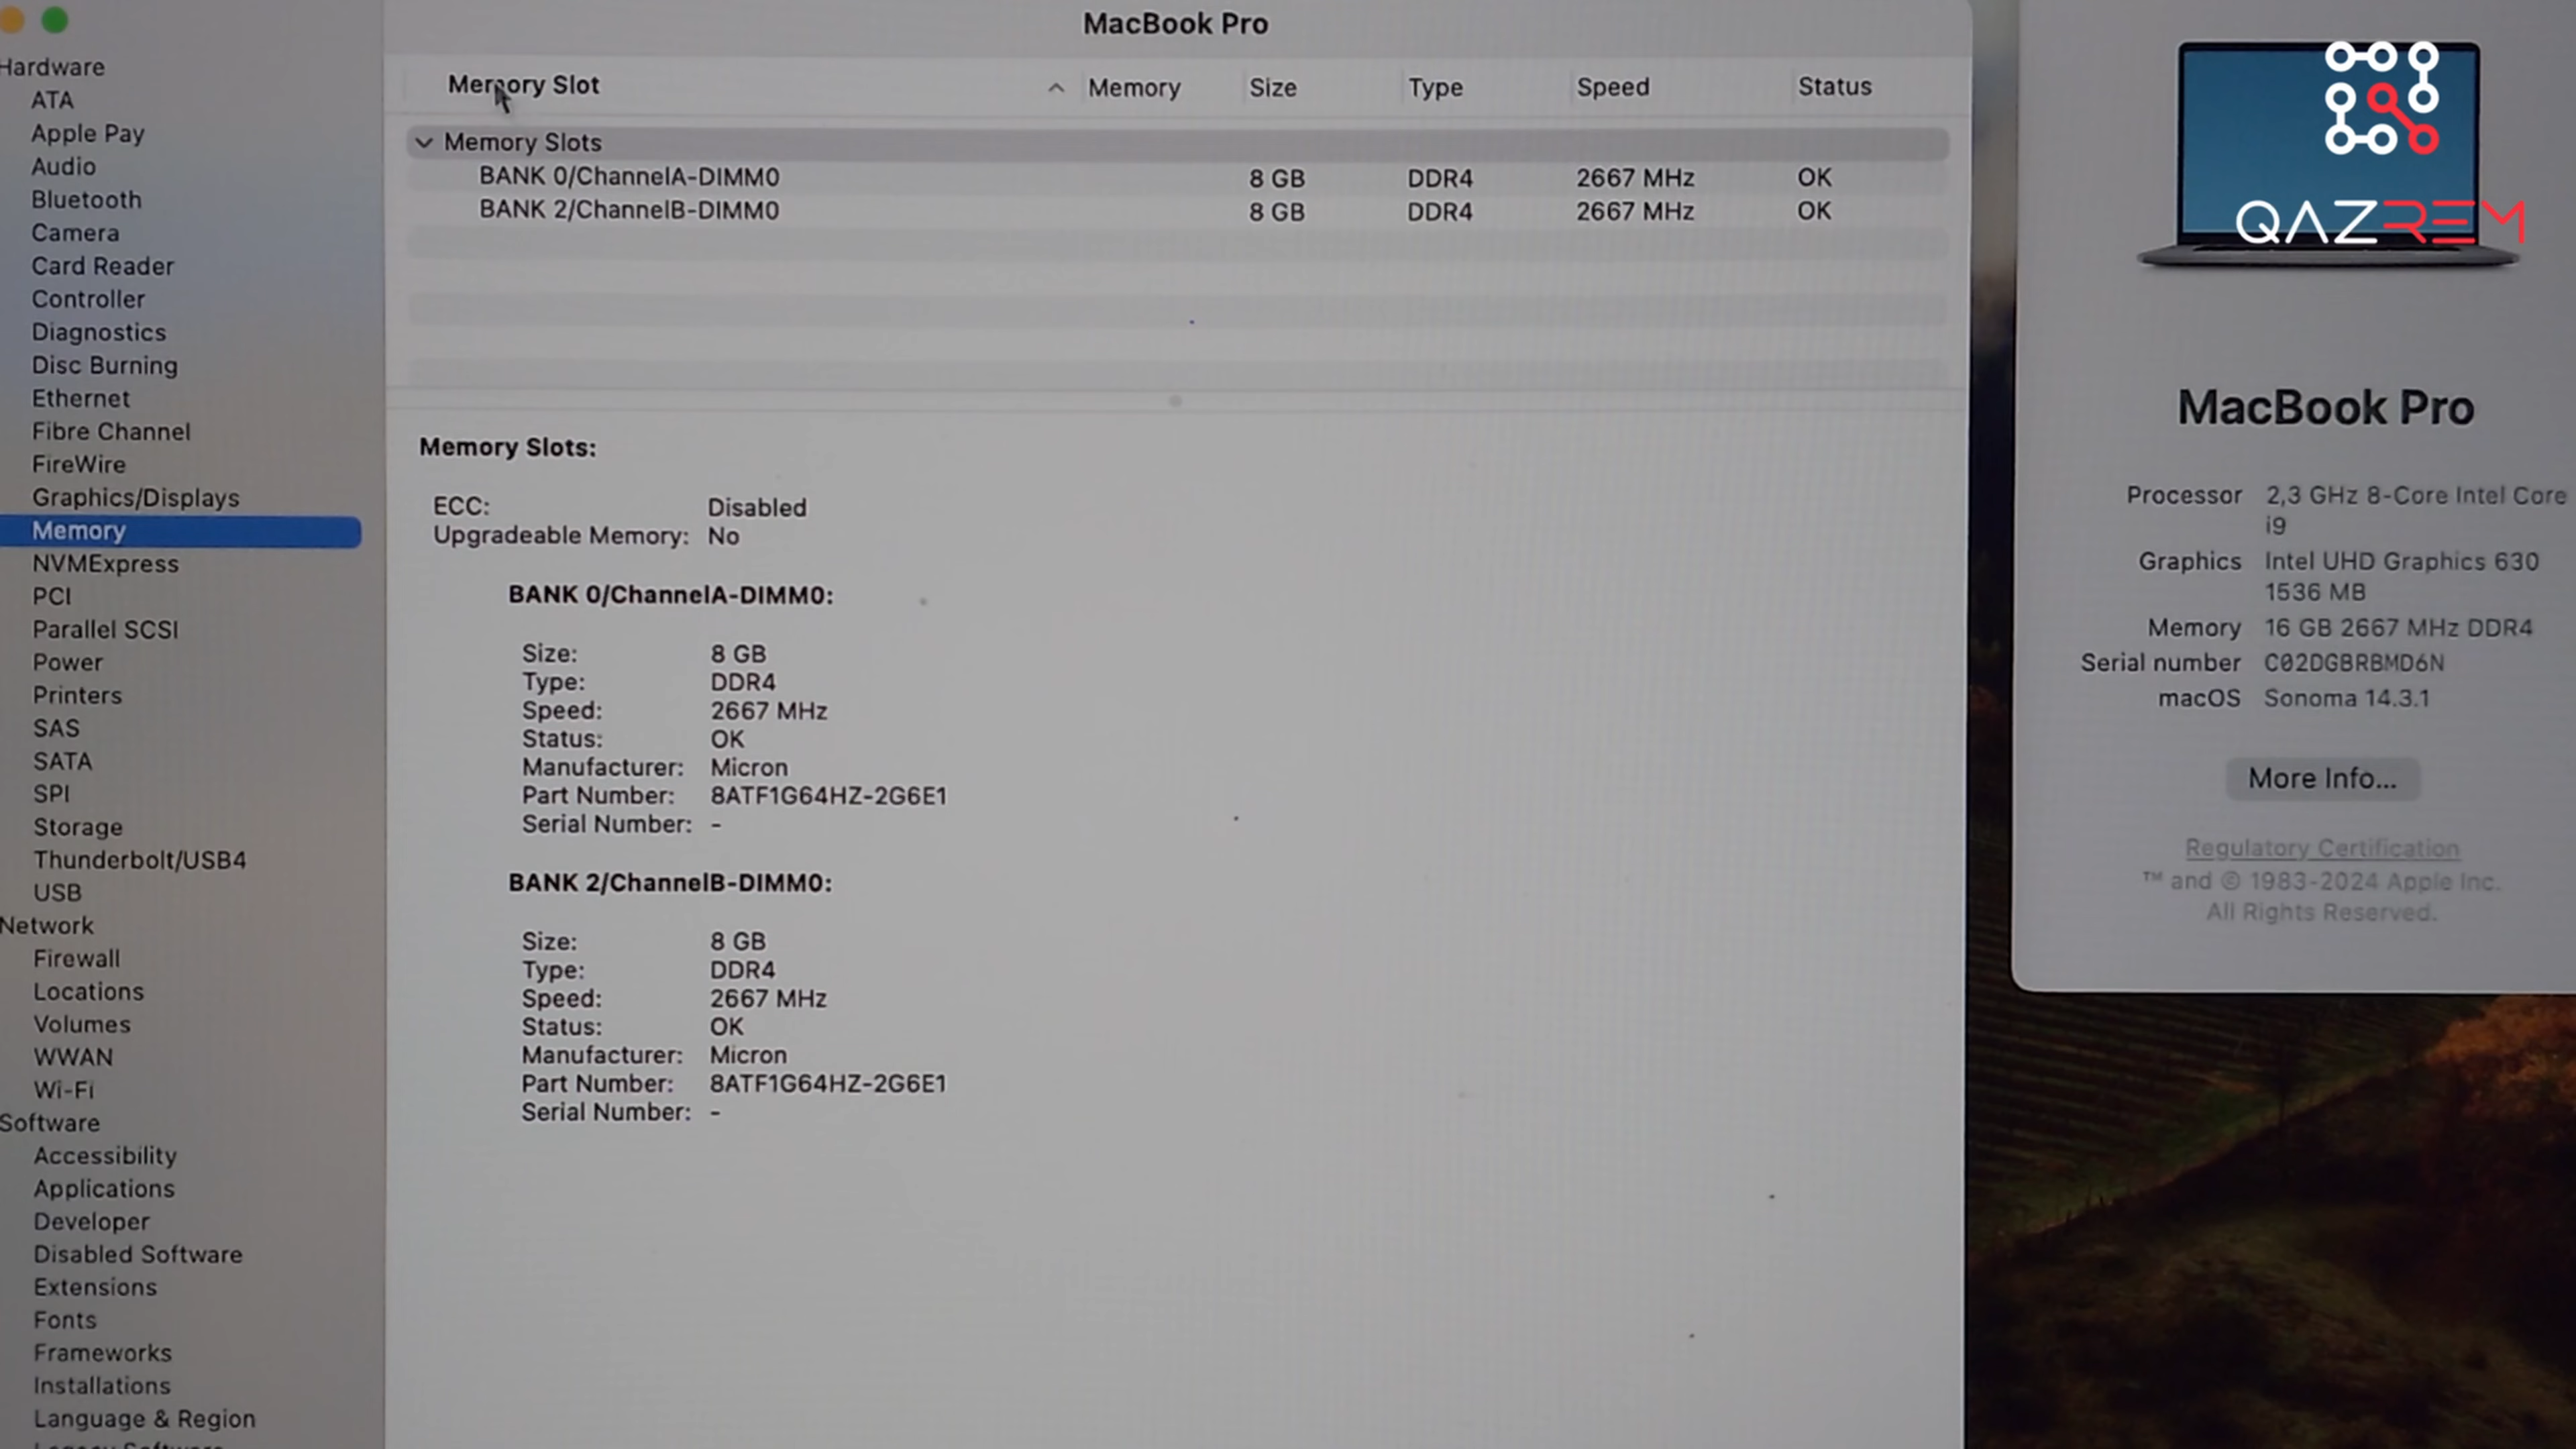 MacBook Pro
Hardware
ATA
Apple Pay
Audio
Bluetooth
Camera
Card Reader
Controller
Diagnostics
Disc Burning
Ethernet
Fibre Channel
FireWire
Graphics/Displays
Memory
NVMExpress
PCI
Parallel SCSI
Power
Printers
SAS
SATA
SPI
Storage
Thunderbolt/USB4
USB
Network
Firewall
Locations
Volumes
WWAN
Wi-Fi
Software
Accessibility
Applications
Developer
Disabled Software
Extensions
Fonts
Frameworks
Installations
Language & Region
Memory Slot Memory Size Type Speed Status
Memory Slots
BANK 0/ChannelA-DIMM0 8 GB DDR4 2667 MHz OK
BANK 2/ChannelB-DIMM0 8 GB DDR4 2667 MHz OK
Memory Slots:
ECC: Disabled
Upgradeable Memory: No
BANK 0/ChannelA-DIMM0:
Size: 8 GB
Type: DDR4
Speed: 2667 MHz
Status: OK
Manufacturer: Micron
Part Number: 8ATF1G64HZ-2G6E1
Serial Number: -
BANK 2/ChannelB-DIMM0:
Size: 8 GB
Type: DDR4
Speed: 2667 MHz
Status: OK
Manufacturer: Micron
Part Number: 8ATF1G64HZ-2G6E1
Serial Number: -
QAZREM
MacBook Pro
Processor 2,3 GHz 8-Core Intel Core
i9
Graphics Intel UHD Graphics 630
1536 MB
Memory 16 GB 2667 MHz DDR4
Serial number C02DGBRBMD6N
macOS Sonoma 14.3.1
More Info...
Regulatory Certification
™ and © 1983-2024 Apple Inc.
All Rights Reserved.